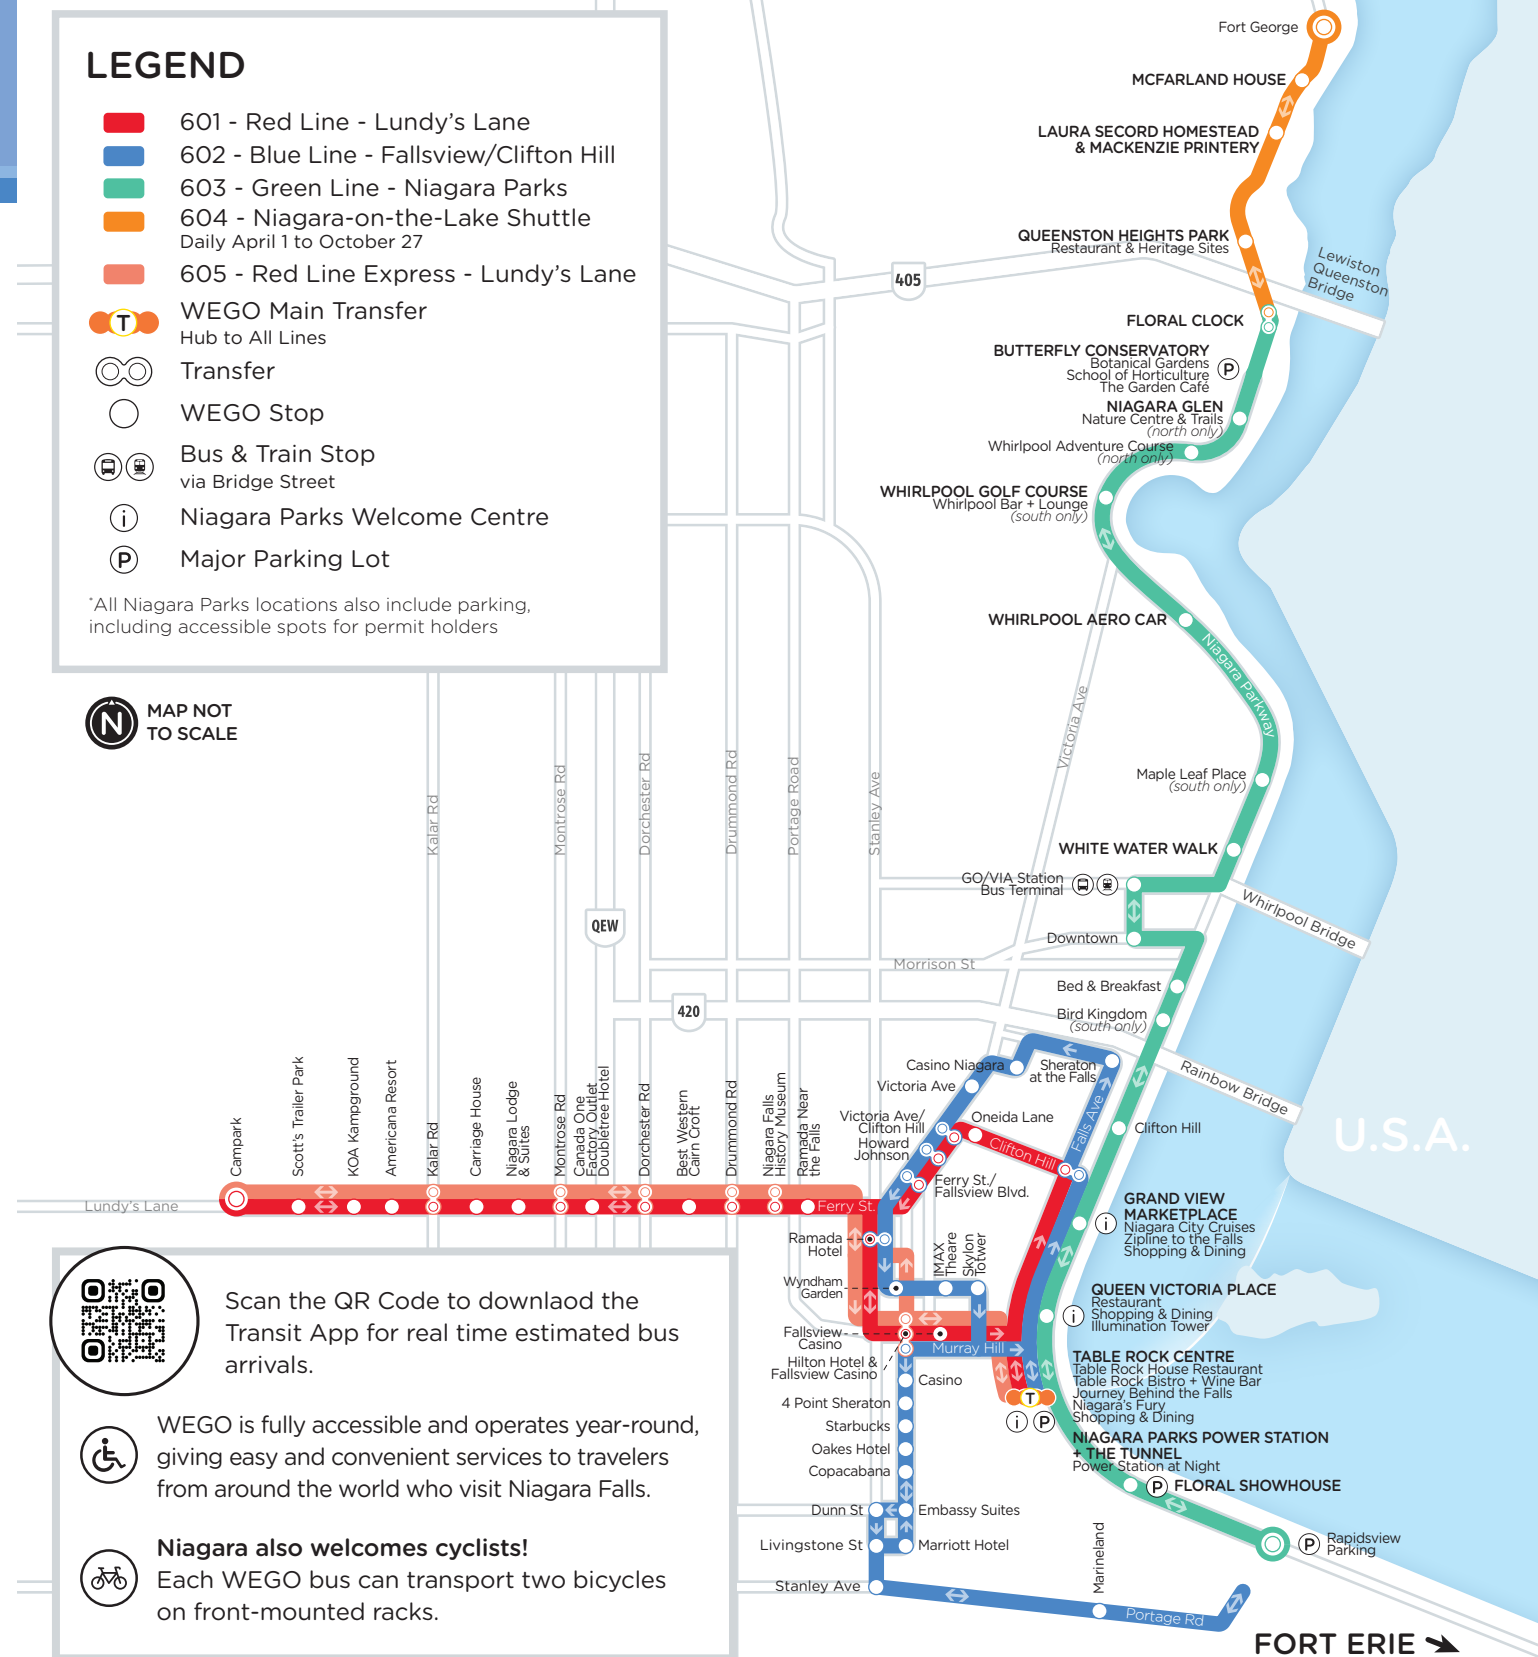 LEGEND
601 - Red Line - Lundy's Lane
602 - Blue Line - Fallsview/Clifton Hill
603 - Green Line - Niagara Parks
604 - Niagara-on-the-Lake Shuttle
Daily April 1 to October 27
605 - Red Line Express - Lundy's Lane
T
WEGO Main Transfer
Hub to All Lines
Transfer
WEGO Stop
Bus & Train Stop
via Bridge Street
i
Niagara Parks Welcome Centre
P
Major Parking Lot
*All Niagara Parks locations also include parking,
including accessible spots for permit holders
N
MAP NOT
TO SCALE
Fort George
MCFARLAND HOUSE
LAURA SECORD HOMESTEAD
& MACKENZIE PRINTERY
QUEENSTON HEIGHTS PARK
Restaurant & Heritage Sites
Lewiston
Queenston
Bridge
405
FLORAL CLOCK
BUTTERFLY CONSERVATORY
Botanical Gardens
School of Horticulture
The Garden Café
P
NIAGARA GLEN
Nature Centre & Trails
(north only)
Whirlpool Adventure Course
(north only)
WHIRLPOOL GOLF COURSE
Whirlpool Bar + Lounge
(south only)
WHIRLPOOL AERO CAR
Niagara Parkway
Victoria Ave
Maple Leaf Place
(south only)
WHITE WATER WALK
GO/VIA Station
Bus Terminal
Whirlpool Bridge
Downtown
Morrison St
Bed & Breakfast
Bird Kingdom
(south only)
Rainbow Bridge
Kalar Rd
Montrose Rd
Dorchester Rd
Drummond Rd
Portage Road
Stanley Ave
QEW
420
Casino Niagara
Sheraton
at the Falls
Victoria Ave
Victoria Ave/
Clifton Hill
Oneida Lane
Howard
Johnson
Clifton Hill
Falls Ave
Clifton Hill
Ferry St./
Fallsview Blvd.
U.S.A.
Campark
Scott's Trailer Park
KOA Kampground
Americana Resort
Kalar Rd
Carriage House
Niagara Lodge
& Suites
Montrose Rd
Canada One
Factory Outlet
Doubletree Hotel
Dorchester Rd
Best Western
Cairn Croft
Drummond Rd
Niagara Falls
History Museum
Ramada Near
the Falls
Lundy's Lane
Ferry St.
GRAND VIEW
MARKETPLACE
Niagara City Cruises
Zipline to the Falls
Shopping & Dining
i
Ramada
Hotel
IMAX
Theare
Skylon
Totwer
Wyndham
Garden
QUEEN VICTORIA PLACE
Restaurant
Shopping & Dining
Illumination Tower
i
Fallsview
Casino
Murray Hill
Hilton Hotel &
Fallsview Casino
TABLE ROCK CENTRE
Table Rock House Restaurant
Table Rock Bistro + Wine Bar
Journey Behind the Falls
Niagara's Fury
Shopping & Dining
T
i P
Casino
4 Point Sheraton
Starbucks
Oakes Hotel
Copacabana
NIAGARA PARKS POWER STATION
+ THE TUNNEL
Power Station at Night
P FLORAL SHOWHOUSE
Dunn St
Embassy Suites
Livingstone St
Marriott Hotel
Stanley Ave
Marineland
Portage Rd
P
Rapidsview
Parking
FORT ERIE
Scan the QR Code to downlaod the
Transit App for real time estimated bus
arrivals.
WEGO is fully accessible and operates year-round,
giving easy and convenient services to travelers
from around the world who visit Niagara Falls.
Niagara also welcomes cyclists!
Each WEGO bus can transport two bicycles
on front-mounted racks.